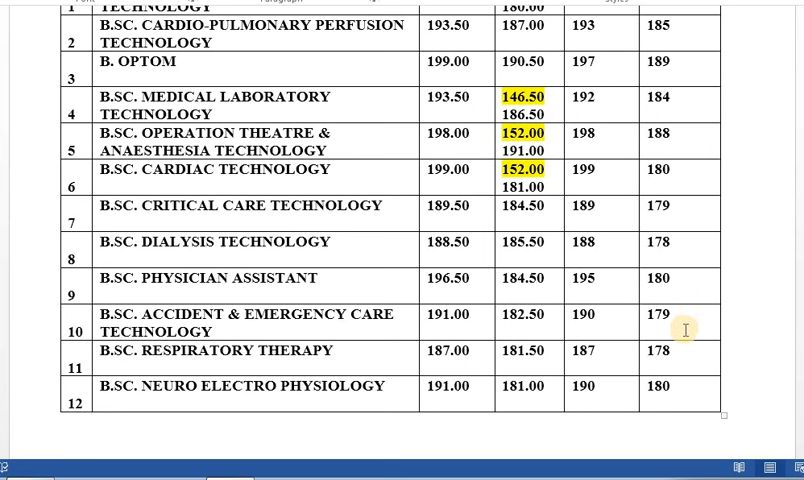 1 TECHNOLOGY 180.00
B.SC. CARDIO-PULMONARY PERFUSION 193.50 187.00 193 185
2 TECHNOLOGY
B. OPTOM 199.00 190.50 197 189
3
B.SC. MEDICAL LABORATORY 193.50 146.50 192 184
4 TECHNOLOGY 186.50
B.SC. OPERATION THEATRE & 198.00 152.00 198 188
5 ANAESTHESIA TECHNOLOGY 191.00
B.SC. CARDIAC TECHNOLOGY 199.00 152.00 199 180
6 181.00
B.SC. CRITICAL CARE TECHNOLOGY 189.50 184.50 189 179
7
B.SC. DIALYSIS TECHNOLOGY 188.50 185.50 188 178
8
B.SC. PHYSICIAN ASSISTANT 196.50 184.50 195 180
9
B.SC. ACCIDENT & EMERGENCY CARE 191.00 182.50 190 179
10 TECHNOLOGY
B.SC. RESPIRATORY THERAPY 187.00 181.50 187 178
11
B.SC. NEURO ELECTRO PHYSIOLOGY 191.00 181.00 190 180
12